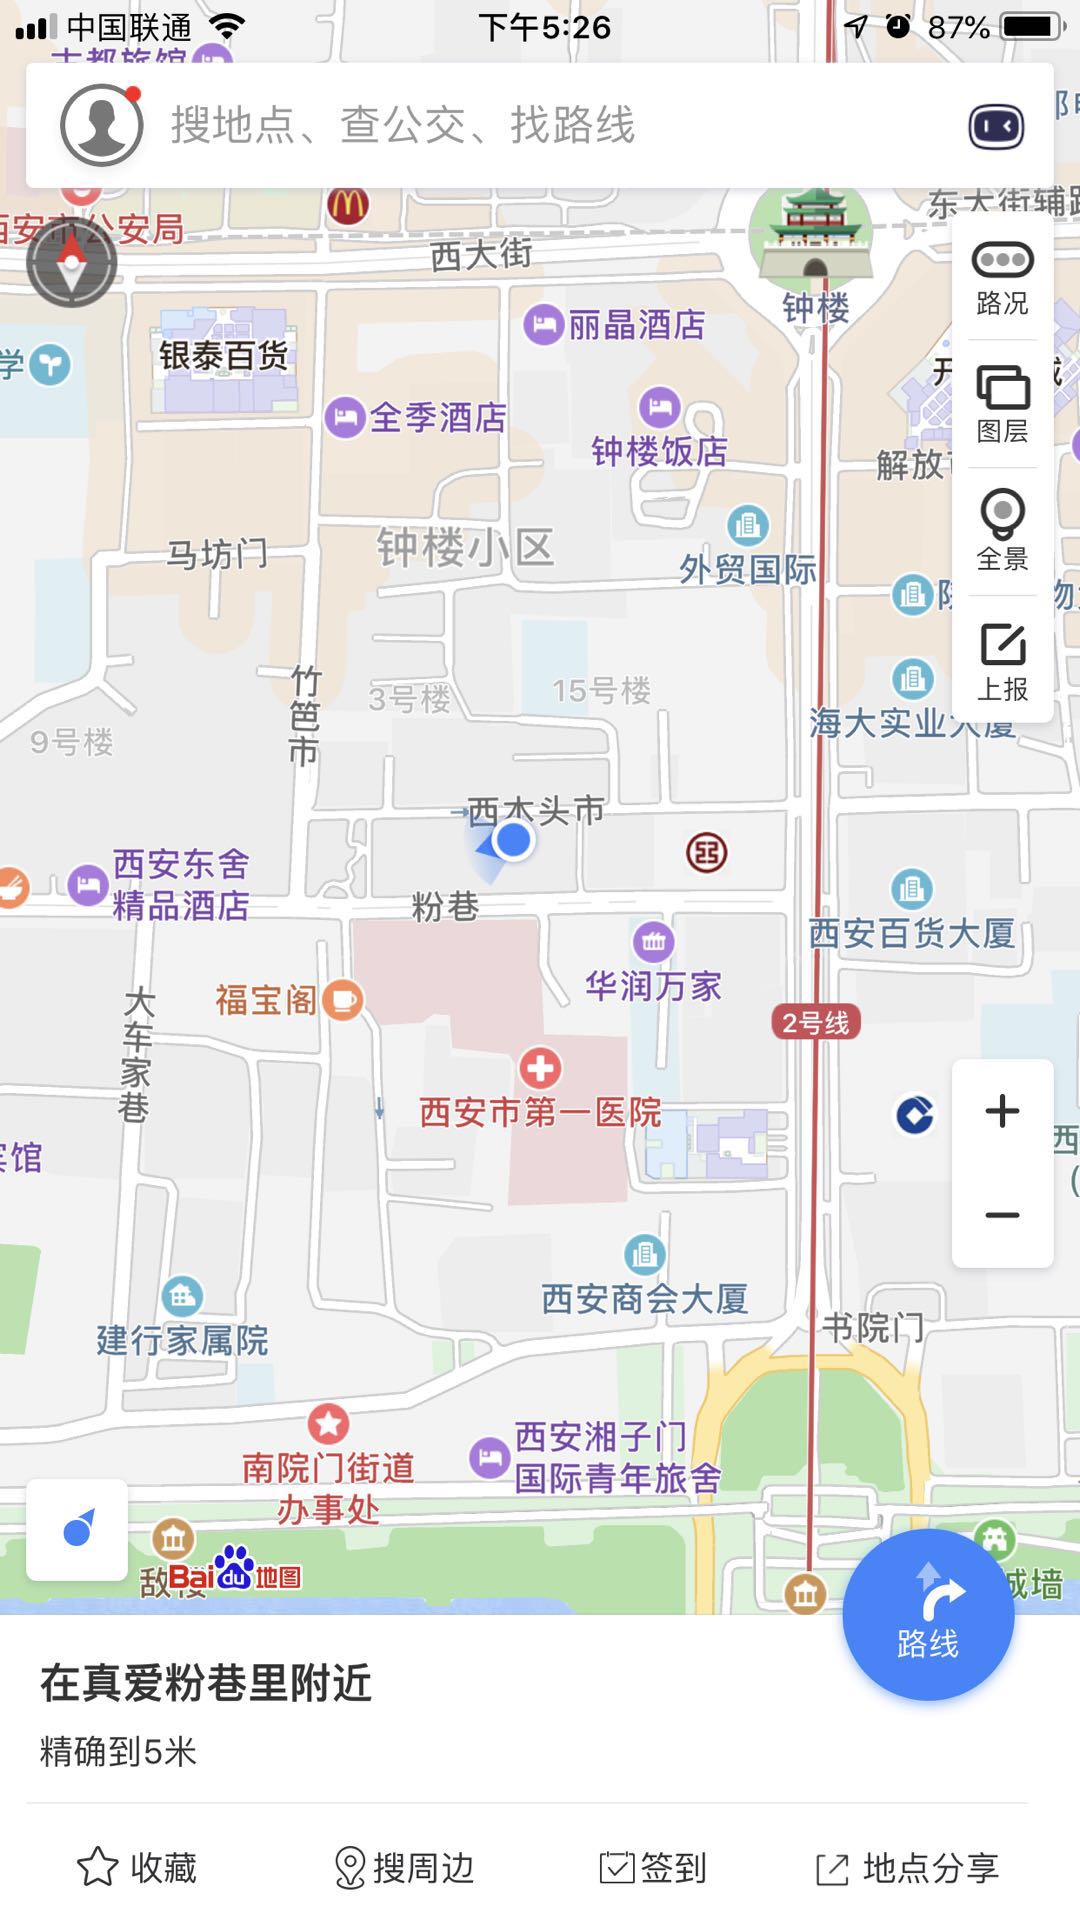 中国联通
下午5:26
87%
搜地点、查公交、找路线
西安市公安局
西大街
东大街辅路
钟楼
路况
丽晶酒店
银泰百货
学
全季酒店
钟楼饭店
图层
解放
钟楼小区
马坊门
外贸国际
全景
竹笆市
3号楼
15号楼
上报
海大实业大厦
9号楼
西木头市
西安东舍
精品酒店
粉巷
西安百货大厦
华润万家
福宝阁
大车家巷
2号线
西安市第一医院
宾馆
西安商会大厦
书院门
建行家属院
西安湘子门
国际青年旅舍
南院门街道
办事处
敌楼
Bai du 地图
城墙
路线
在真爱粉巷里附近
精确到5米
收藏
搜周边
签到
地点分享